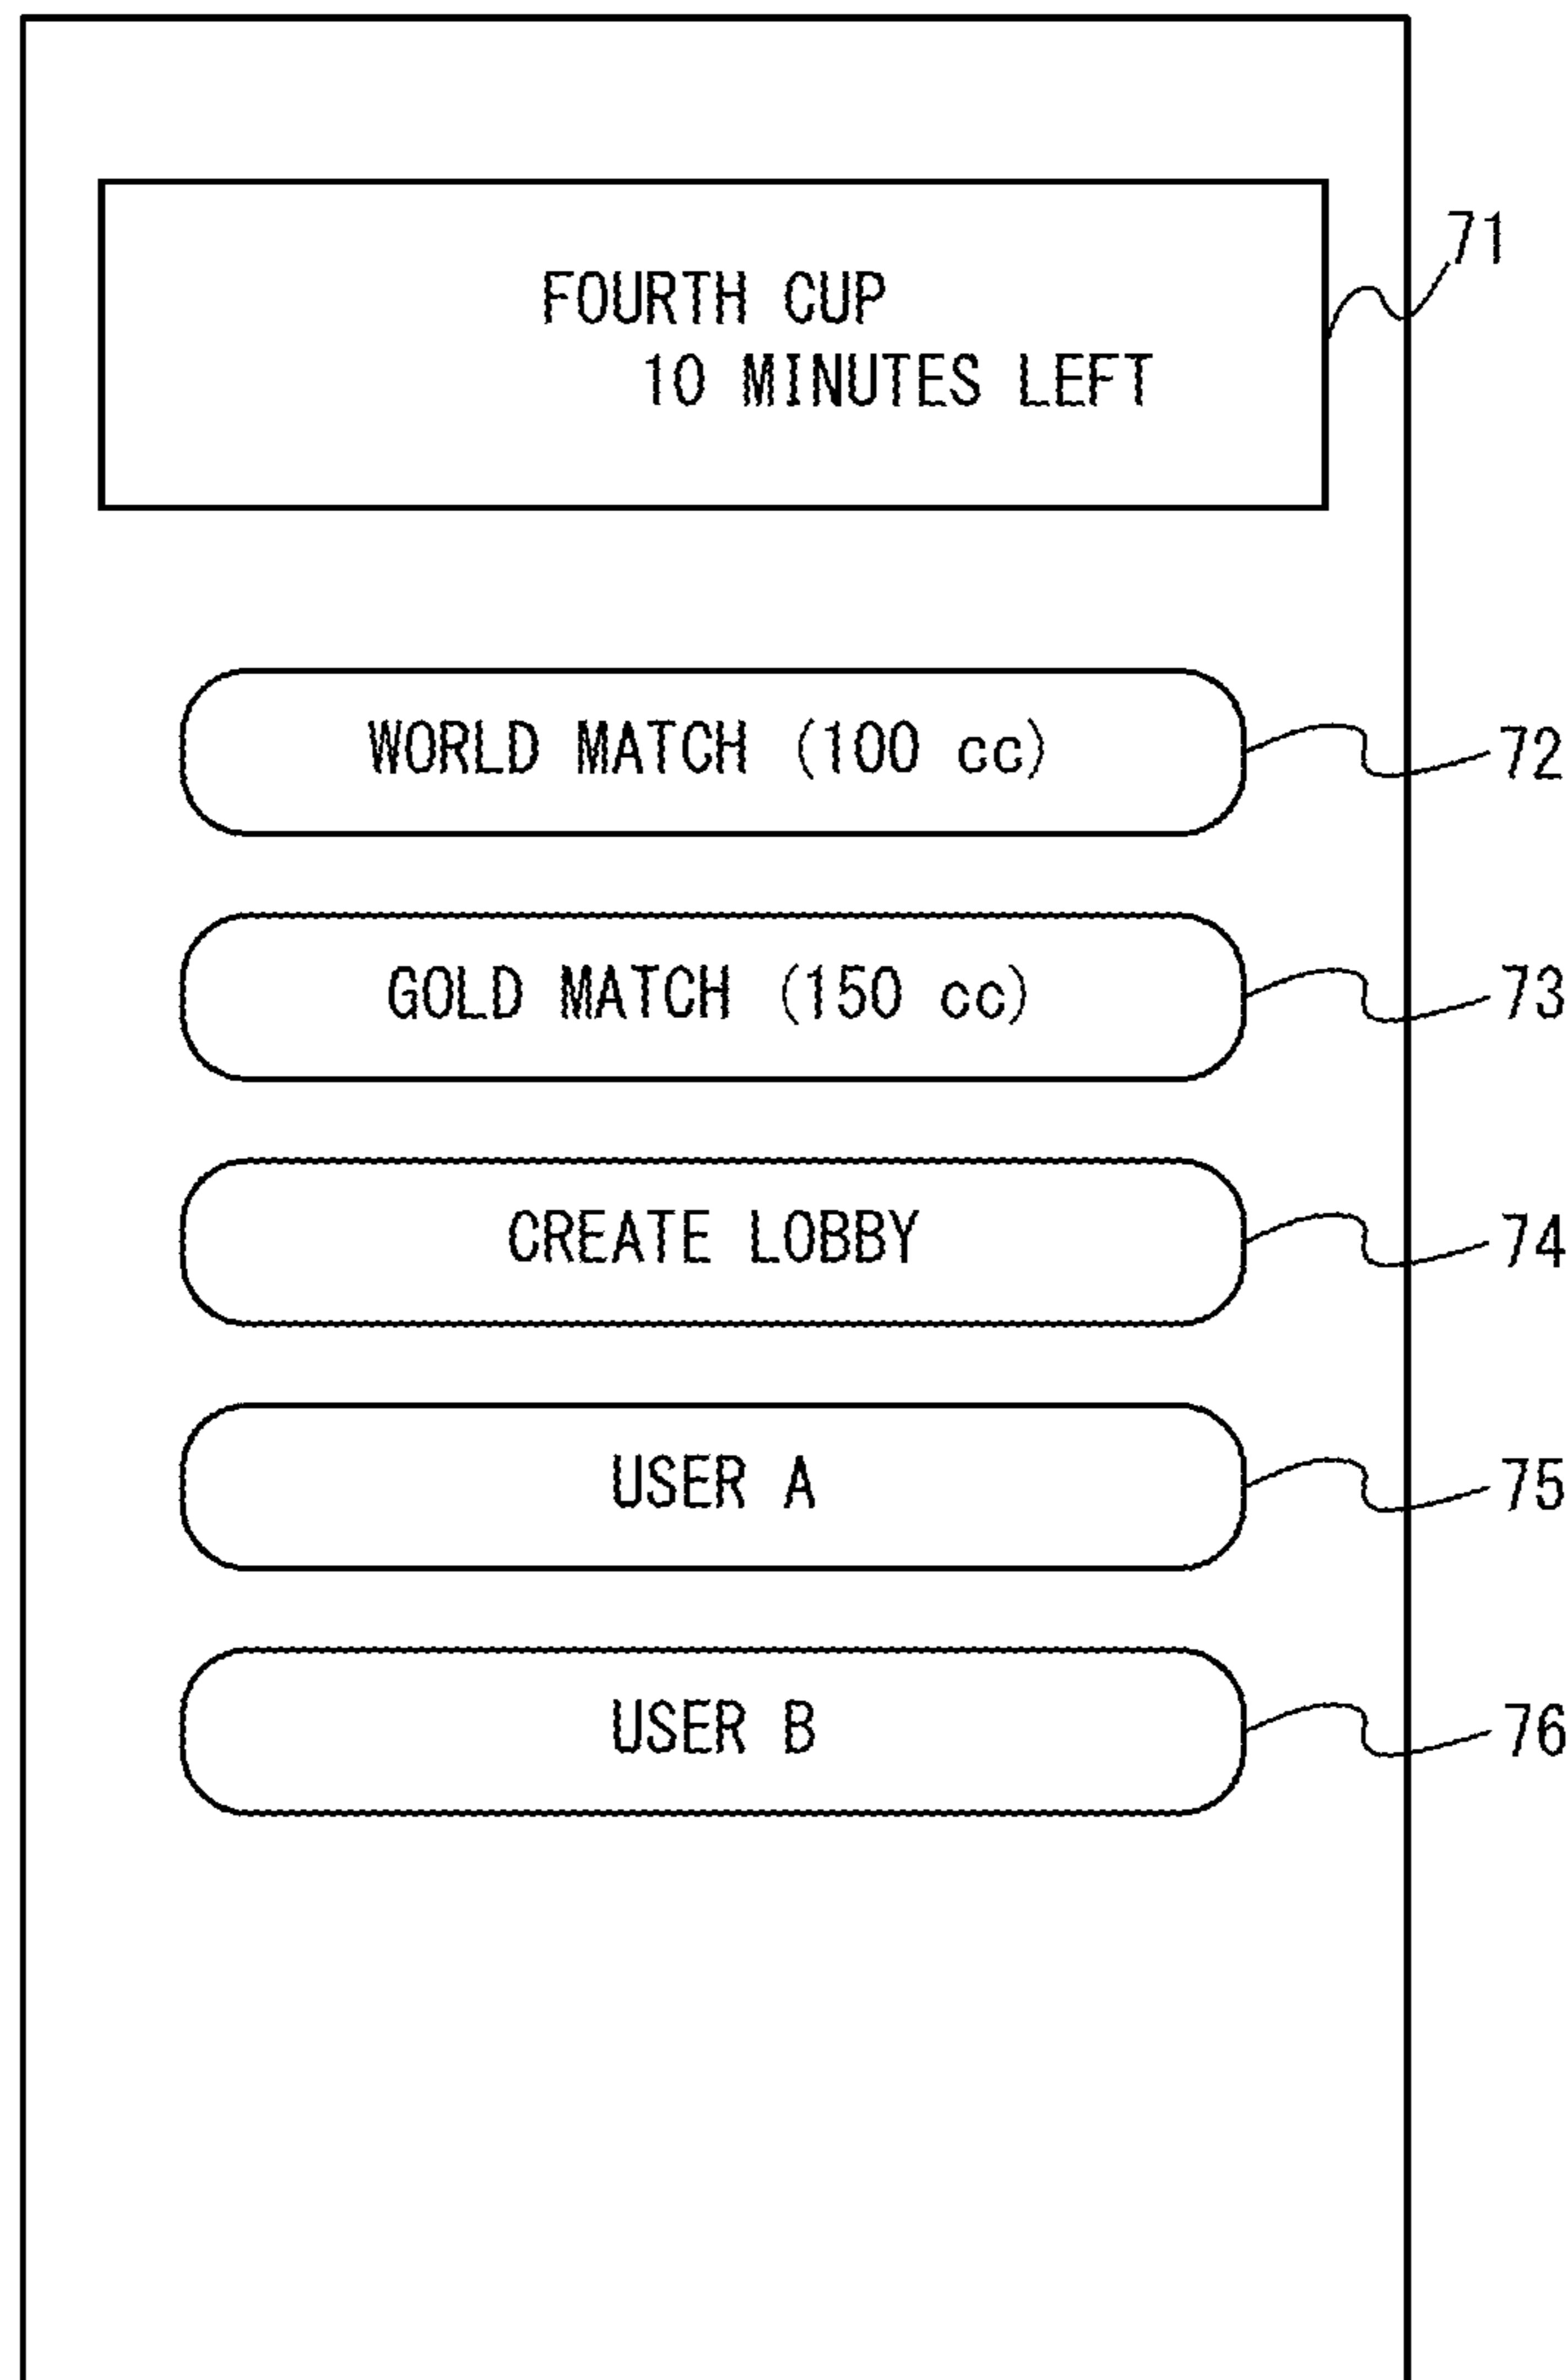 FOURTH CUP
10 MINUTES LEFT
71
WORLD MATCH (100 cc)
72
GOLD MATCH (150 cc)
73
CREATE LOBBY
74
USER A
75
USER B
76